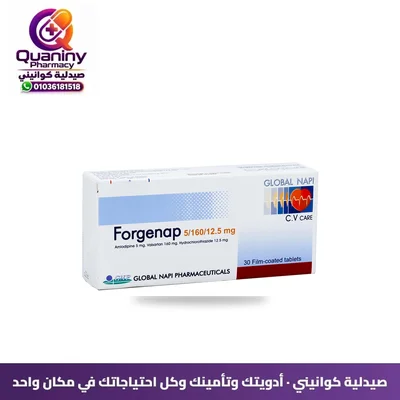 Quaniny
Pharmacy
صيدلية كوانيني
01036181518
GLOBAL NAPI
C.V CARE
Forgenap 5/160/12.5 mg
Amlodipine 5 mg, Valsartan 160 mg, Hydrochlorothiazide 12.5 mg
30 Film-coated tablets
GLOBAL NAPI PHARMACEUTICALS
صيدلية كوانيني - أدويتك وتأمينك وكل احتياجاتك في مكان واحد